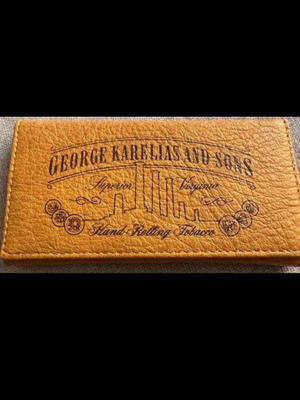 GEORGE KARELIAS AND SONS
Superior Virginia
Hand Rolling Tobacco